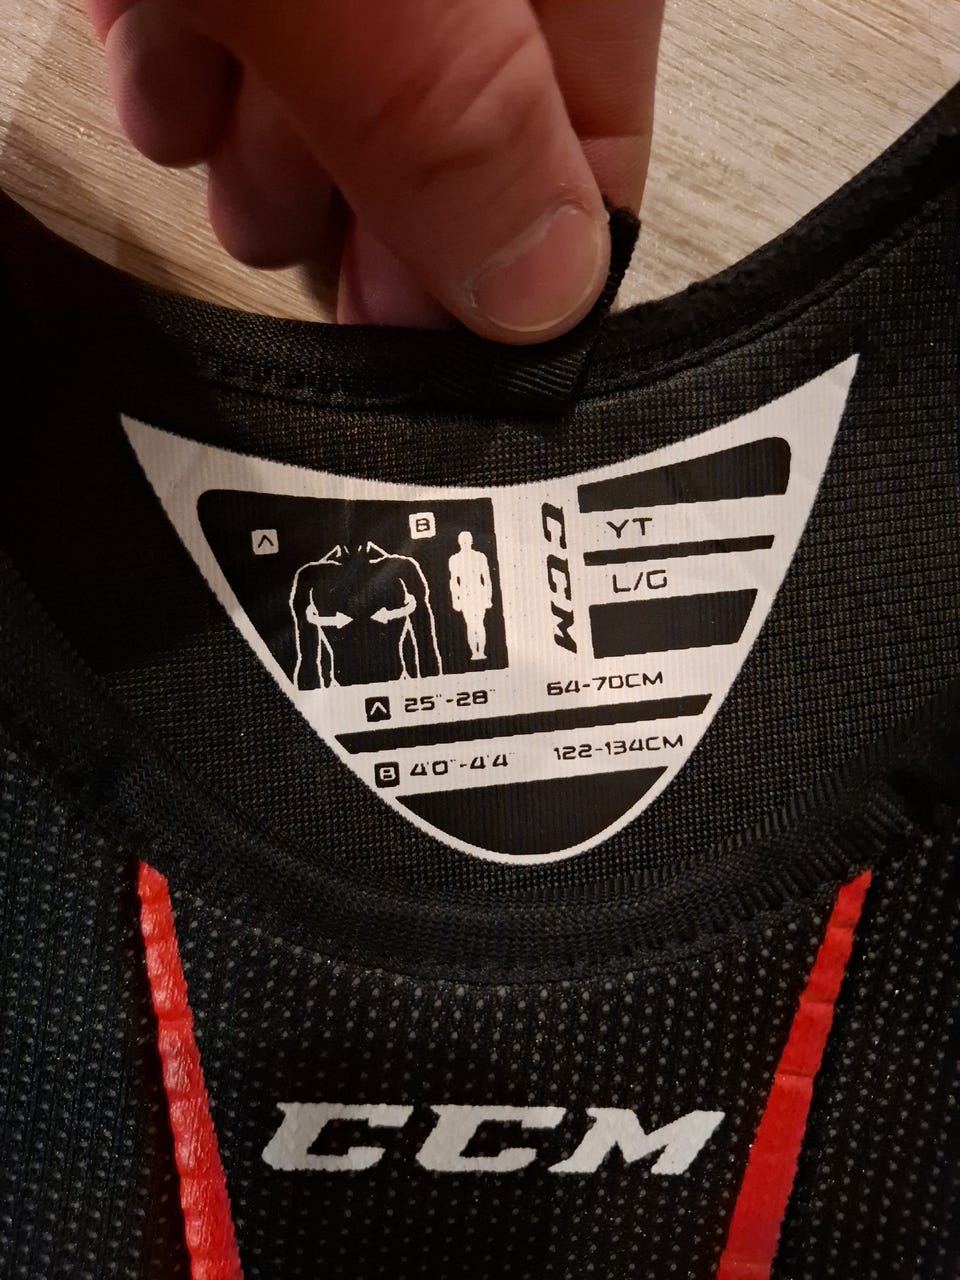 A
B
CCM
YT
L/G
A 25"-28" 64-70CM
B 4'0"-4'4" 122-134CM
CCM